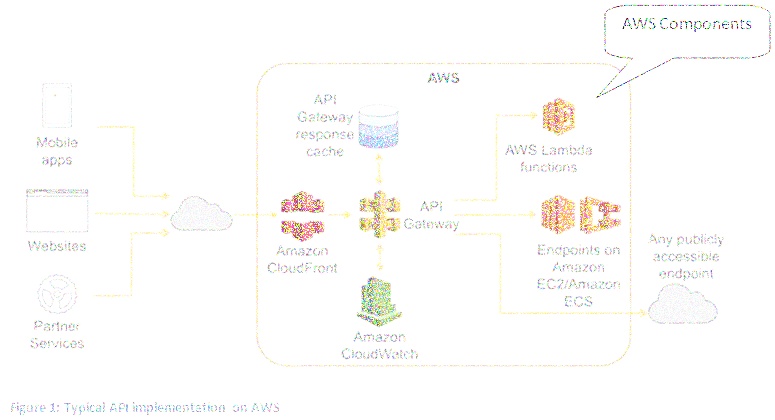 AWS Components
AWS
Mobile
apps
Websites
Partner
Services
API
Gateway
response
cache
Amazon
CloudFront
API
Gateway
Amazon
CloudWatch
AWS Lambda
functions
Endpoints on
Amazon
EC2/Amazon
ECS
Any publicly
accessible
endpoint
Figure 1: Typical API implementation on AWS